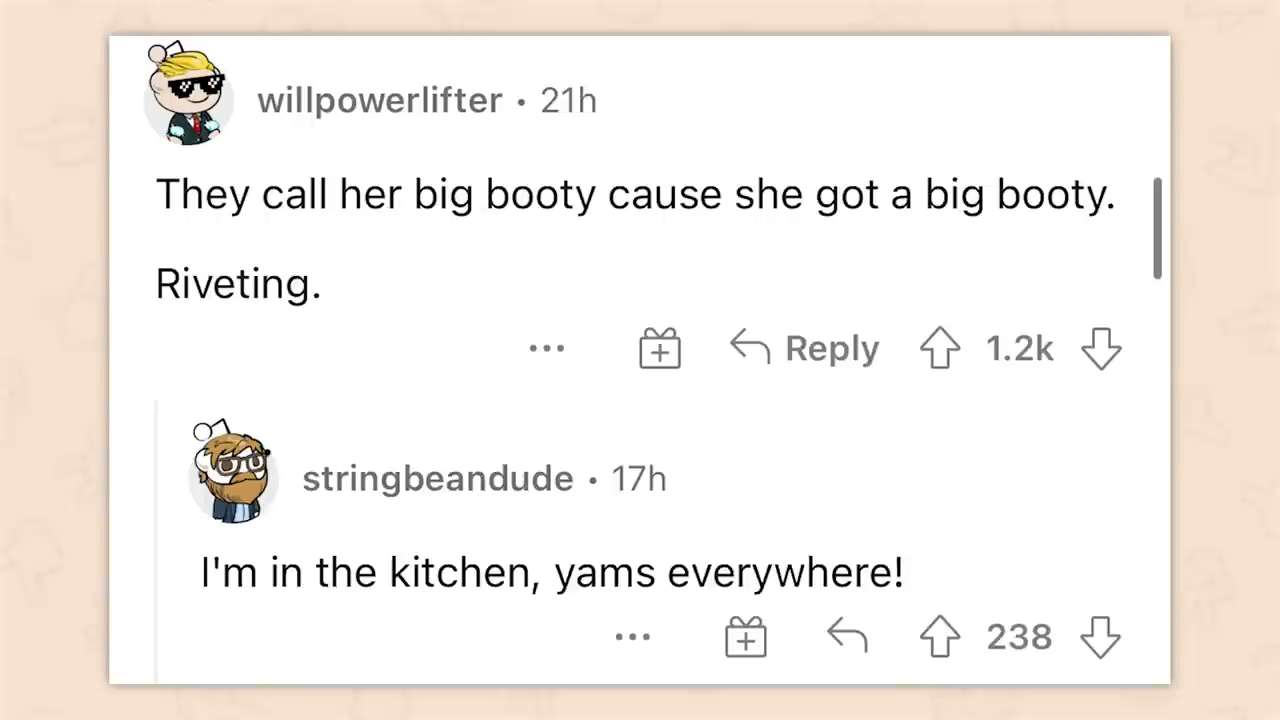 willpowerlifter • 21h
They call her big booty cause she got a big booty.
Riveting.
... Reply 1.2k
stringbeandude • 17h
I'm in the kitchen, yams everywhere!
... 238